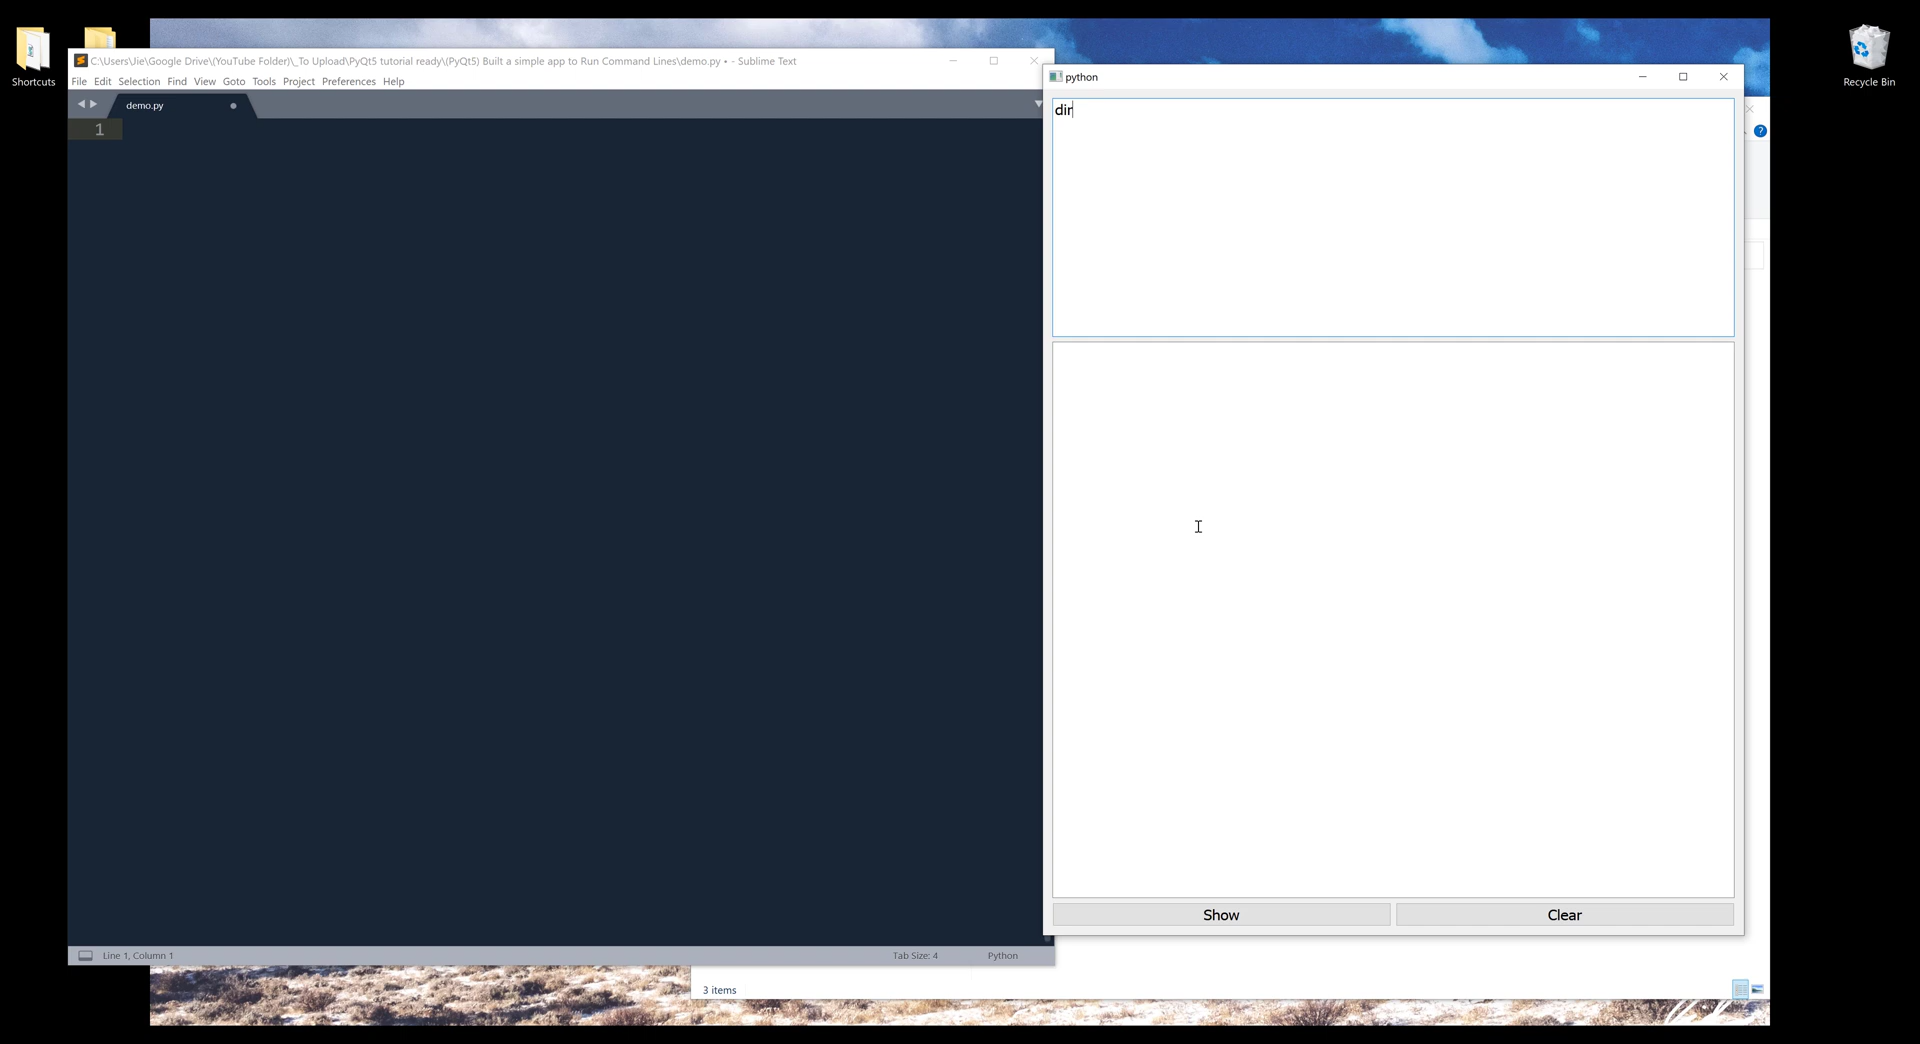 Shortcuts
Recycle Bin
C:\Users\Jie\Google Drive\(YouTube Folder)\_To Upload\PyQt5 tutorial ready\(PyQt5) Built a simple app to Run Command Lines\demo.py • - Sublime Text
File Edit Selection Find View Goto Tools Project Preferences Help
demo.py
1
Line 1, Column 1
Tab Size: 4
Python
python
dir
Show
Clear
3 items